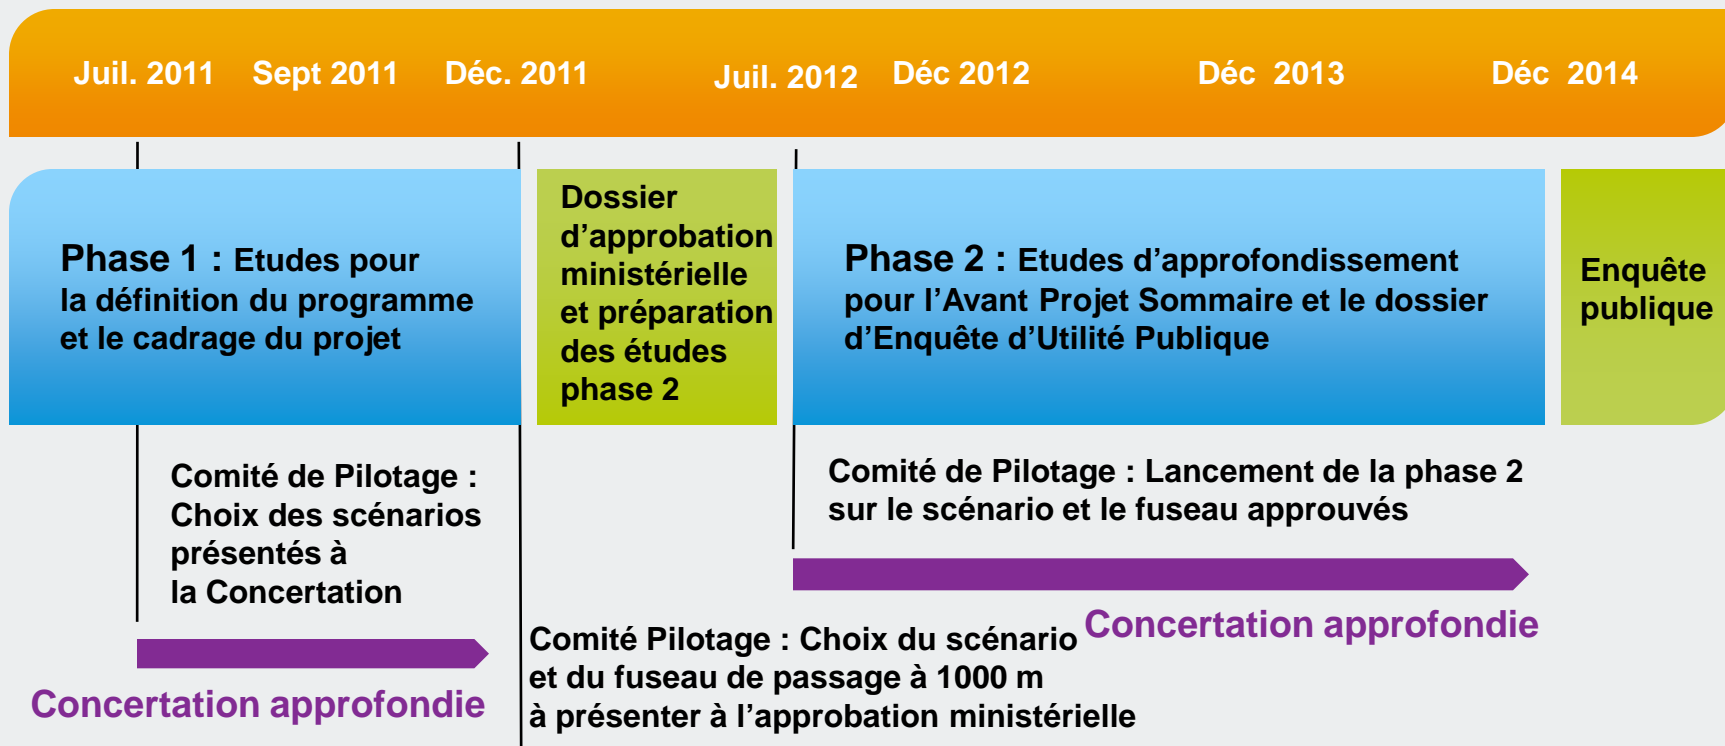 Juil. 2011 Sept 2011 Déc. 2011 Juil. 2012 Déc 2012 Déc 2013 Déc 2014
Phase 1 : Etudes pour
la définition du programme
et le cadrage du projet
Dossier
d’approbation
ministérielle
et préparation
des études
phase 2
Phase 2 : Etudes d’approfondissement
pour l’Avant Projet Sommaire et le dossier
d’Enquête d’Utilité Publique
Enquête
publique
Comité de Pilotage :
Choix des scénarios
présentés à
la Concertation
Concertation approfondie
Comité Pilotage : Choix du scénario
et du fuseau de passage à 1000 m
à présenter à l’approbation ministérielle
Comité de Pilotage : Lancement de la phase 2
sur le scénario et le fuseau approuvés
Concertation approfondie